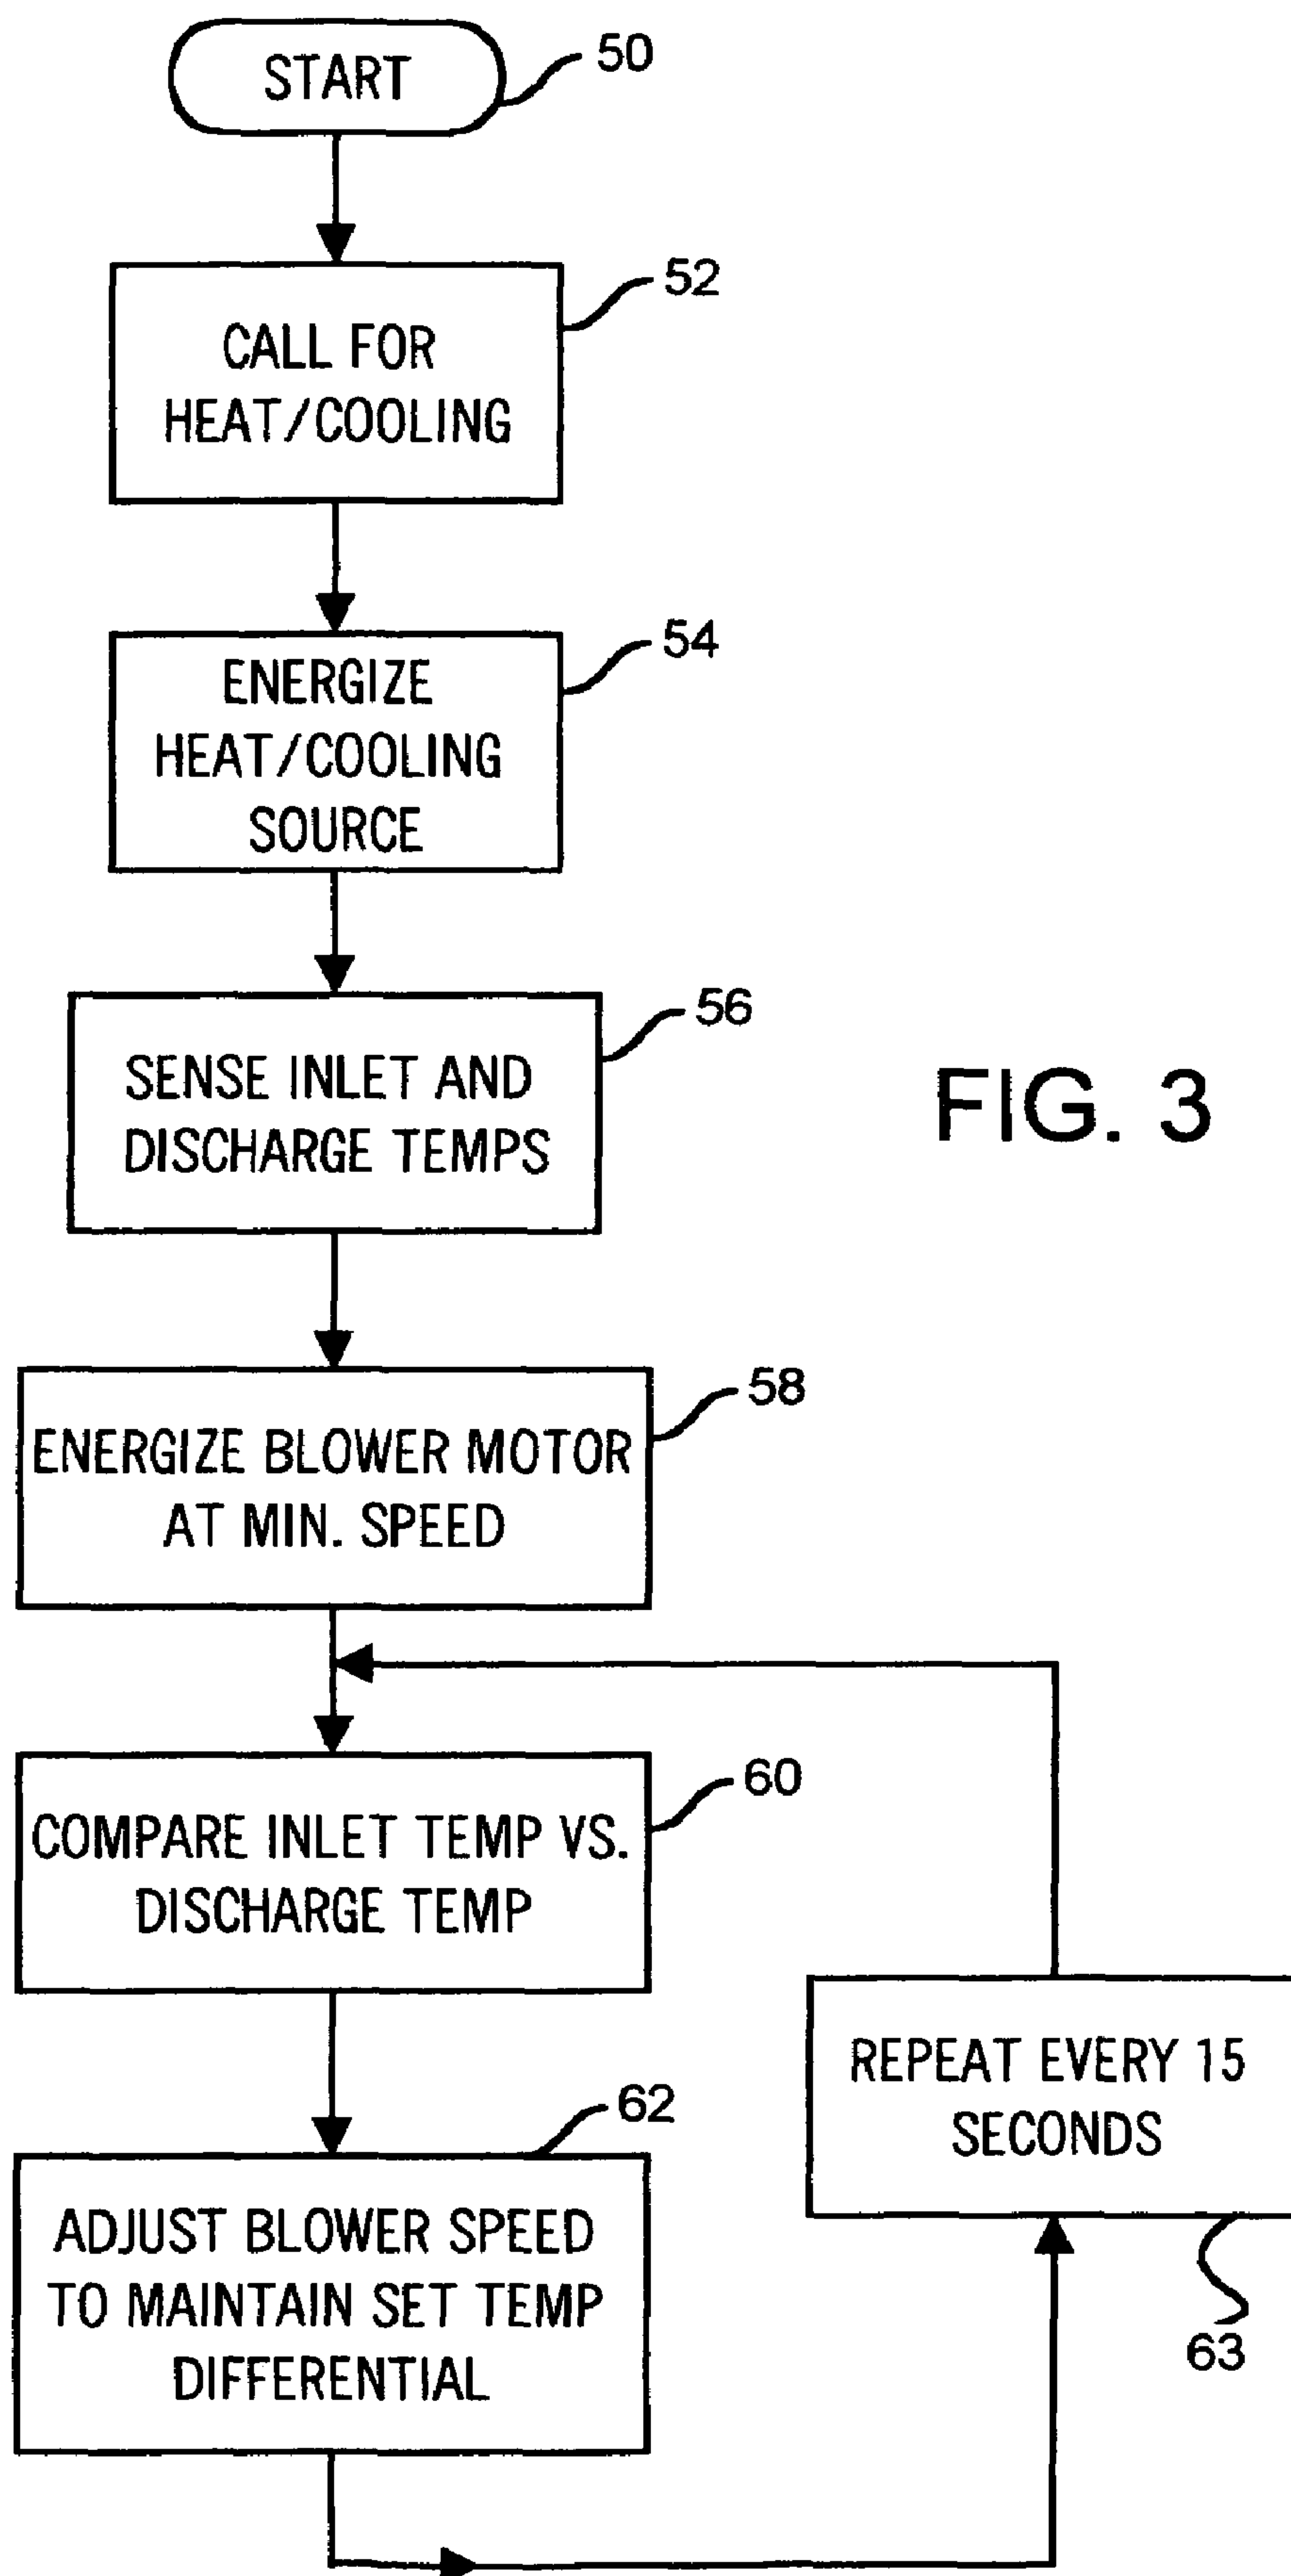 START
50
CALL FOR
HEAT/COOLING
52
ENERGIZE
HEAT/COOLING
SOURCE
54
SENSE INLET AND
DISCHARGE TEMPS
56
FIG. 3
ENERGIZE BLOWER MOTOR
AT MIN. SPEED
58
COMPARE INLET TEMP VS.
DISCHARGE TEMP
60
REPEAT EVERY 15
SECONDS
63
ADJUST BLOWER SPEED
TO MAINTAIN SET TEMP
DIFFERENTIAL
62